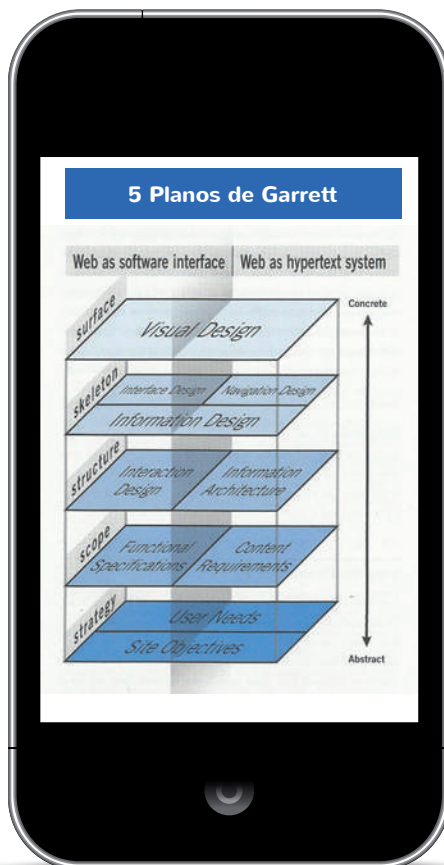 5 Planos de Garrett
Web as software interface
Web as hypertext system
Concrete
surface
Visual Design
skeleton
Interface Design
Navigation Design
Information Design
structure
Interaction
Design
Information
Architecture
scope
Functional
Specifications
Content
Requirements
strategy
User Needs
Site Objectives
Abstract